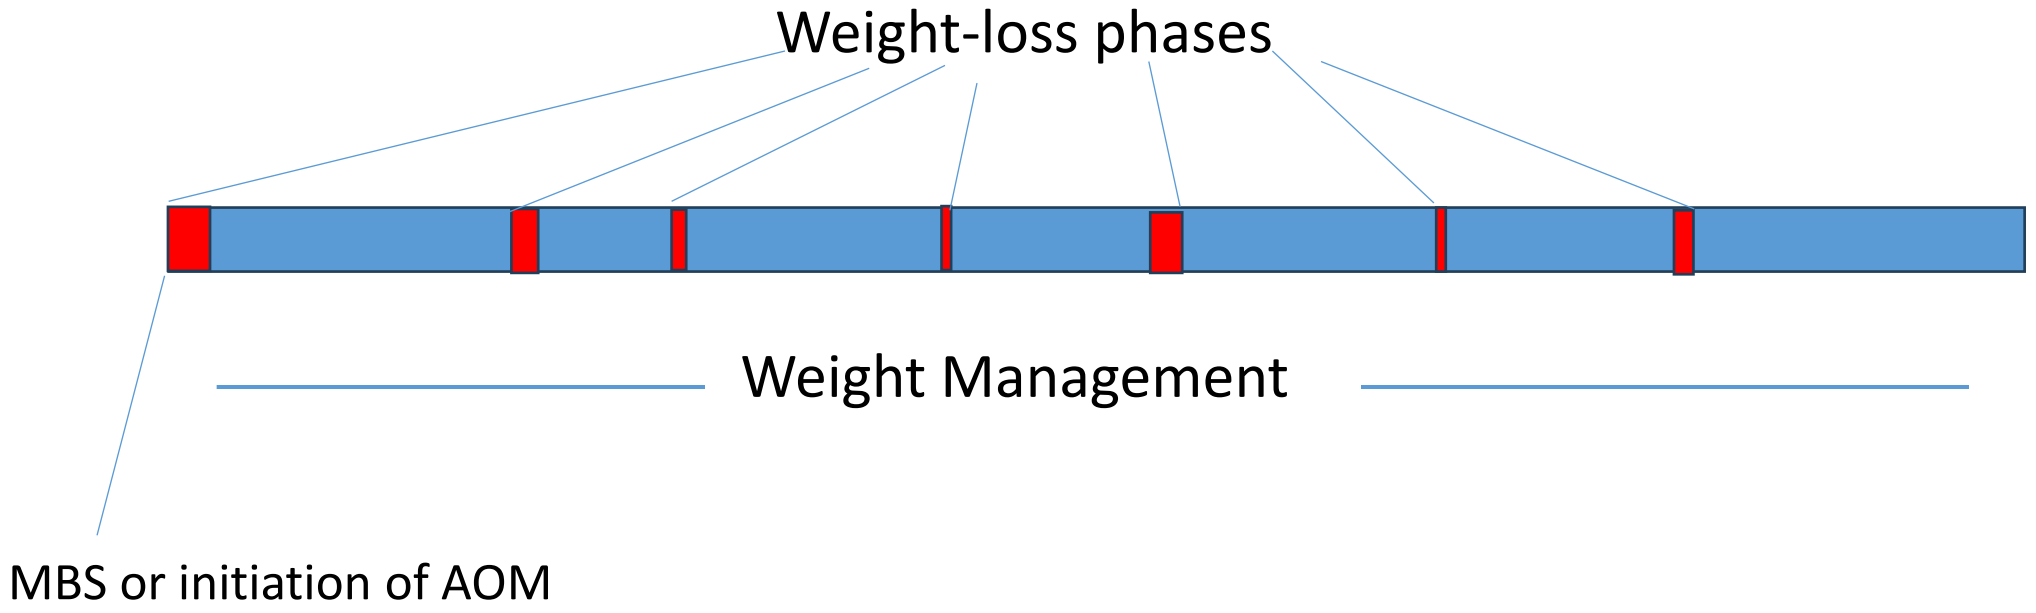 Weight-loss phases
Weight Management
MBS or initiation of AOM